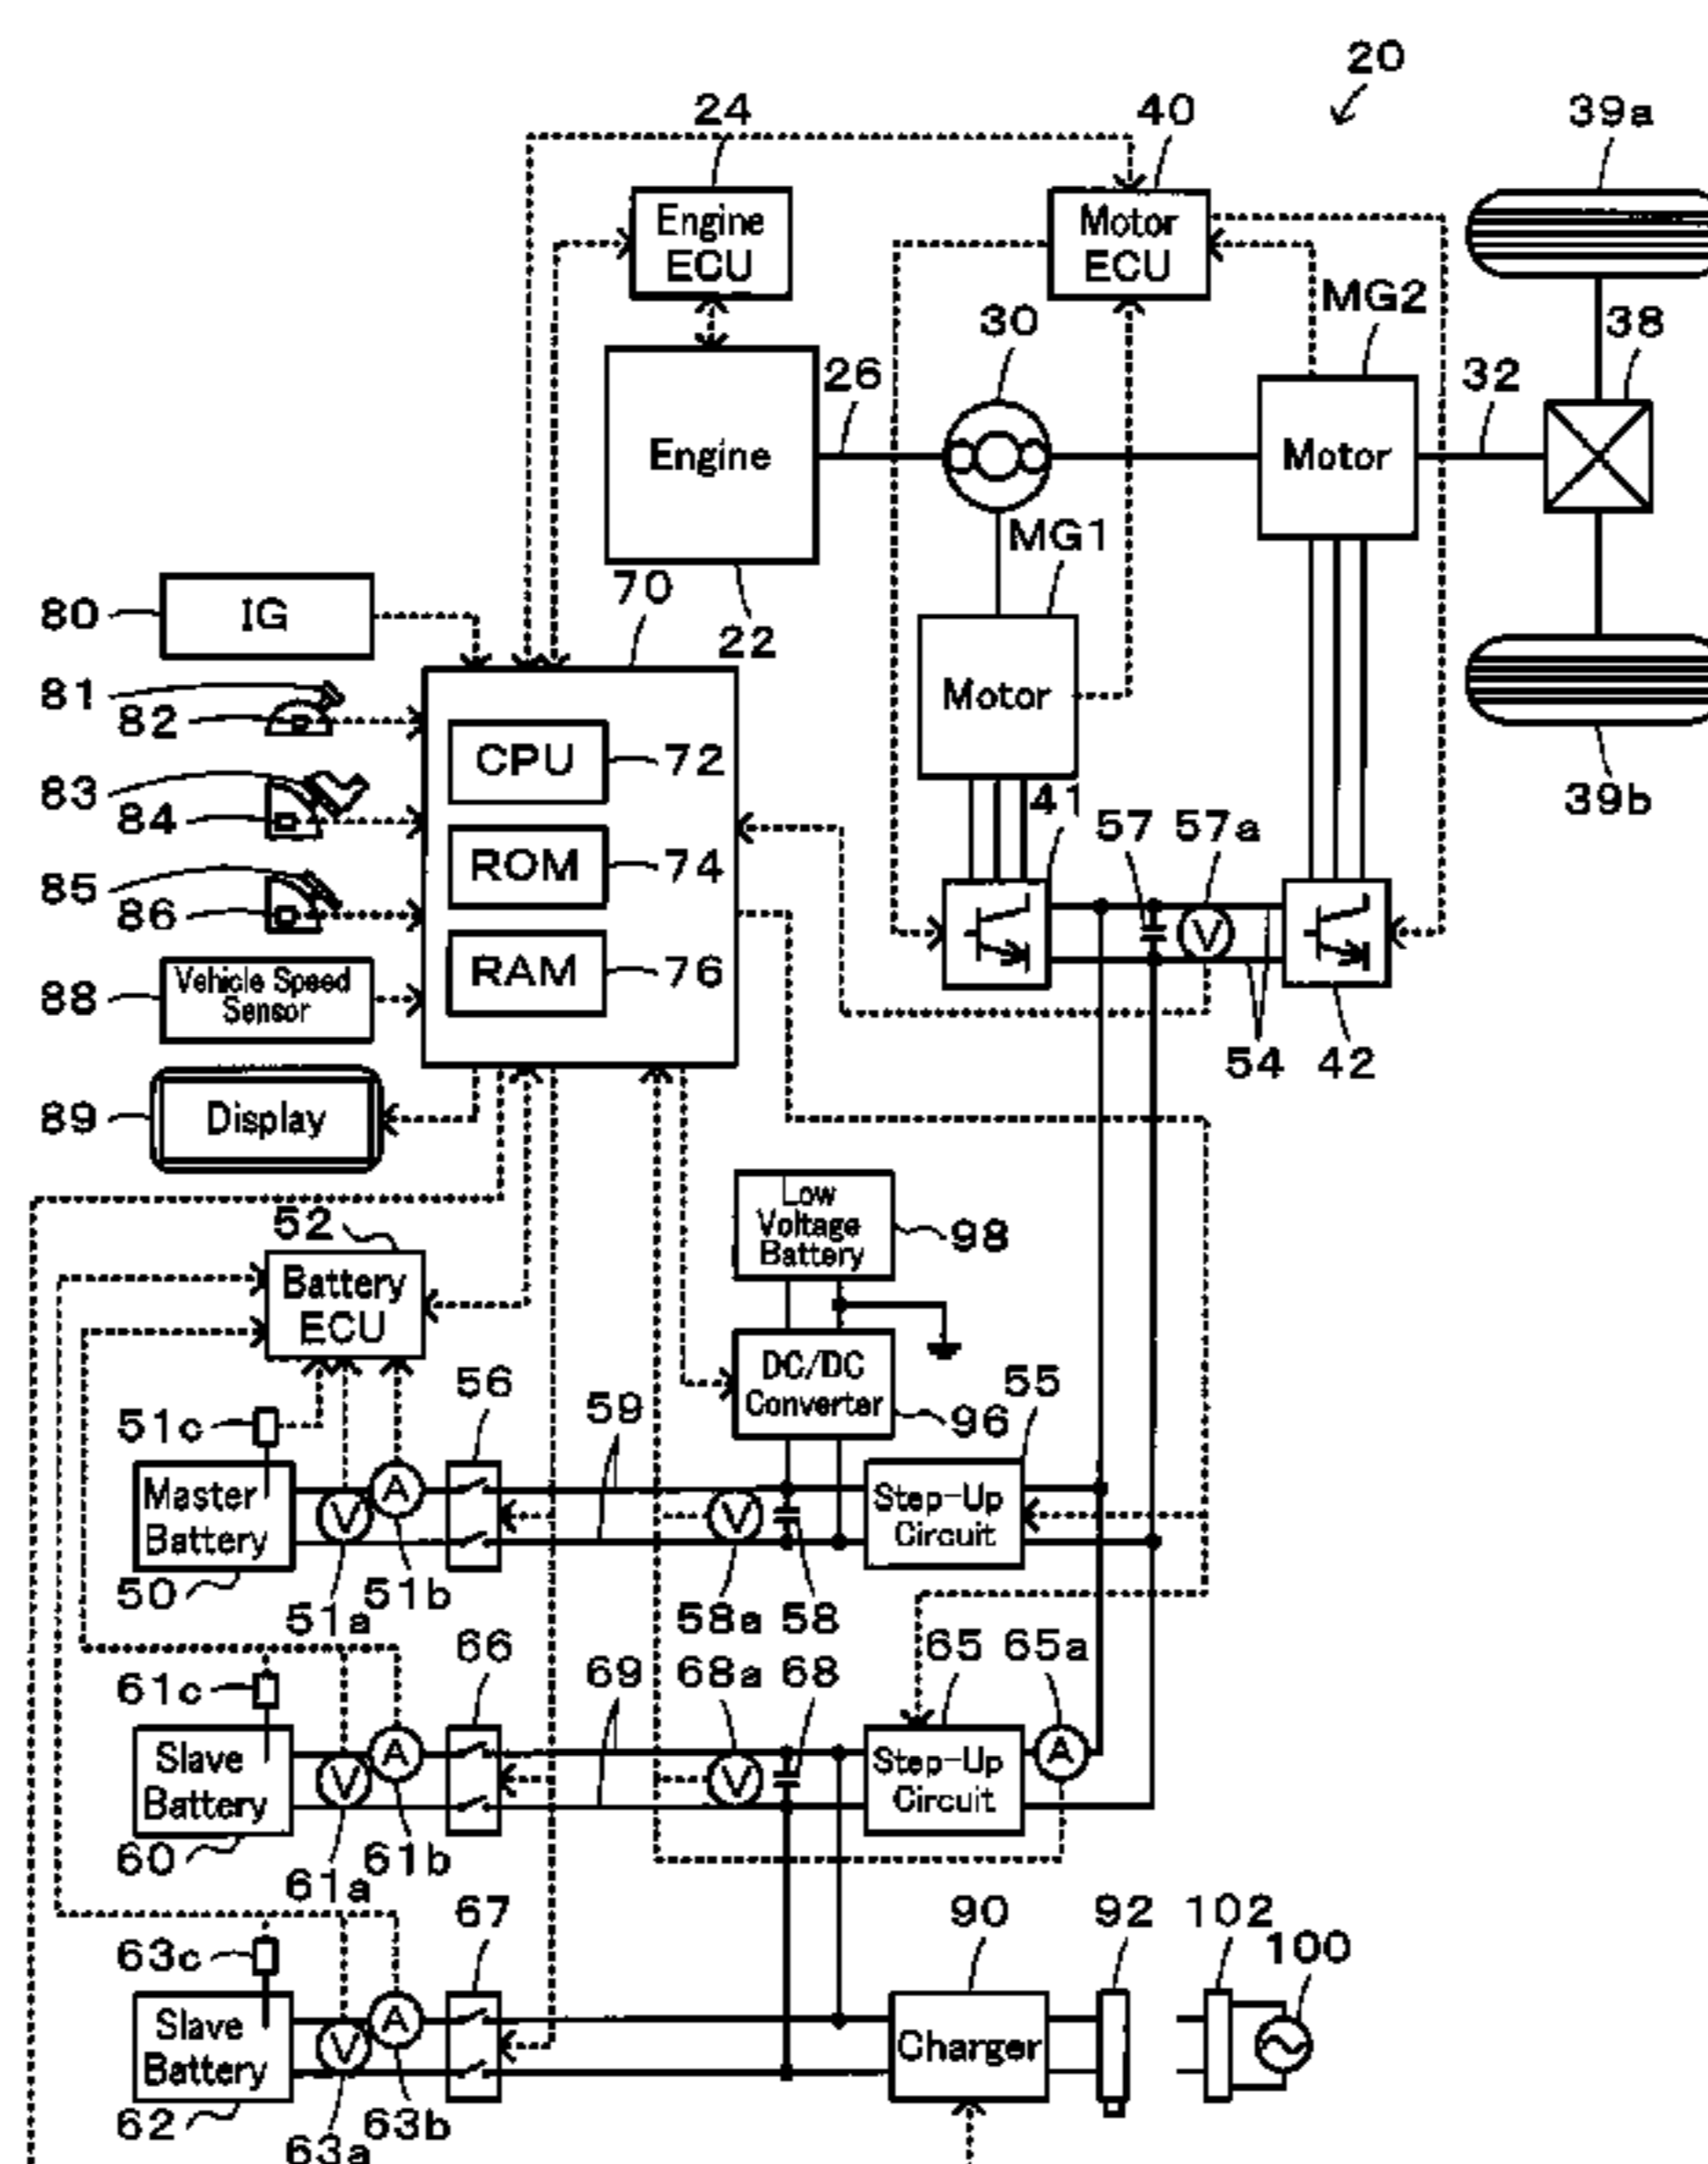 20
24
40
39a
Engine
ECU
Motor
ECU
MG2
30
38
26
32
Engine
Motor
MG1
70
80
IG
22
81
Motor
82
CPU
72
83
41
57
57a
39b
84
ROM
74
85
86
RAM
76
88
Vehicle Speed
Sensor
54
42
89
Display
Low
Voltage
Battery
98
52
Battery
ECU
DC/DC
Converter
96
55
56
59
51c
Master
Battery
Step-Up
Circuit
V
A
V
V
50
51a
51b
58a
58
66
65
65a
61c
69
68a
68
Slave
Battery
V
A
V
Step-Up
Circuit
A
60
61a
61b
67
90
92
102
100
63c
Slave
Battery
V
A
Charger
62
63a
63b